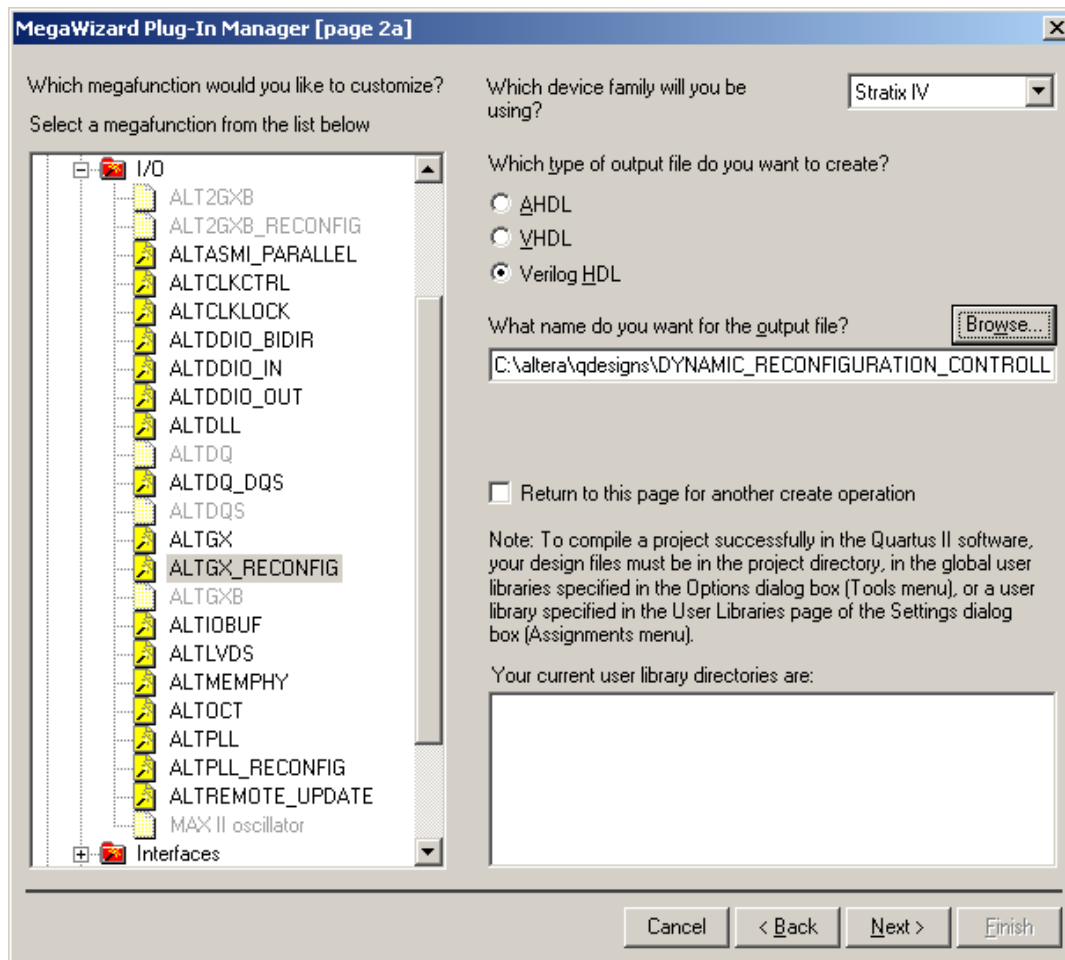 MegaWizard Plug-In Manager [page 2a]
Which megafunction would you like to customize?
Select a megafunction from the list below
I/O
ALT2GXB
ALT2GXB_RECONFIG
ALTASMI_PARALLEL
ALTCLKCTRL
ALTCLKLOCK
ALTDDIO_BIDIR
ALTDDIO_IN
ALTDDIO_OUT
ALTDLL
ALTDQ
ALTDQ_DQS
ALTDQS
ALTGX
ALTGX_RECONFIG
ALTGXB
ALTIOBUF
ALTLVDS
ALTMEMPHY
ALTOCT
ALTPLL
ALTPLL_RECONFIG
ALTREMOTE_UPDATE
MAX II oscillator
Interfaces
Which device family will you be
using?
Stratix IV
Which type of output file do you want to create?
AHDL
VHDL
Verilog HDL
What name do you want for the output file?
Browse...
C:\altera\qdesigns\DYNAMIC_RECONFIGURATION_CONTROLL
Return to this page for another create operation
Note: To compile a project successfully in the Quartus II software,
your design files must be in the project directory, in the global user
libraries specified in the Options dialog box (Tools menu), or a user
library specified in the User Libraries page of the Settings dialog
box (Assignments menu).
Your current user library directories are:
Cancel
< Back
Next >
Finish